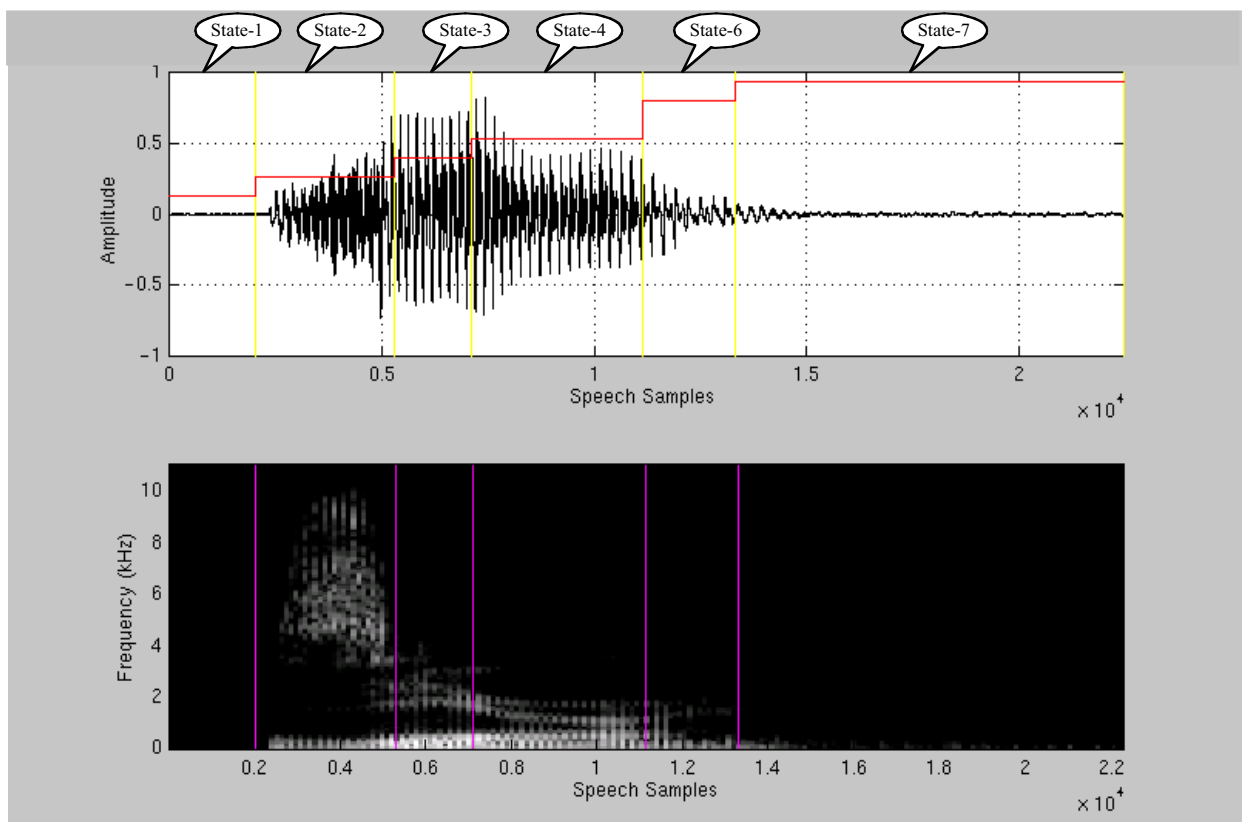 State-1 State-2 State-3 State-4 State-6 State-7
1
0.5
0
−0.5
−1
Amplitude
0 0.5 1 1.5 2
Speech Samples
× 10⁴
10
8
6
4
2
0
Frequency (kHz)
0.2 0.4 0.6 0.8 1 1.2 1.4 1.6 1.8 2 2.2
Speech Samples
× 10⁴